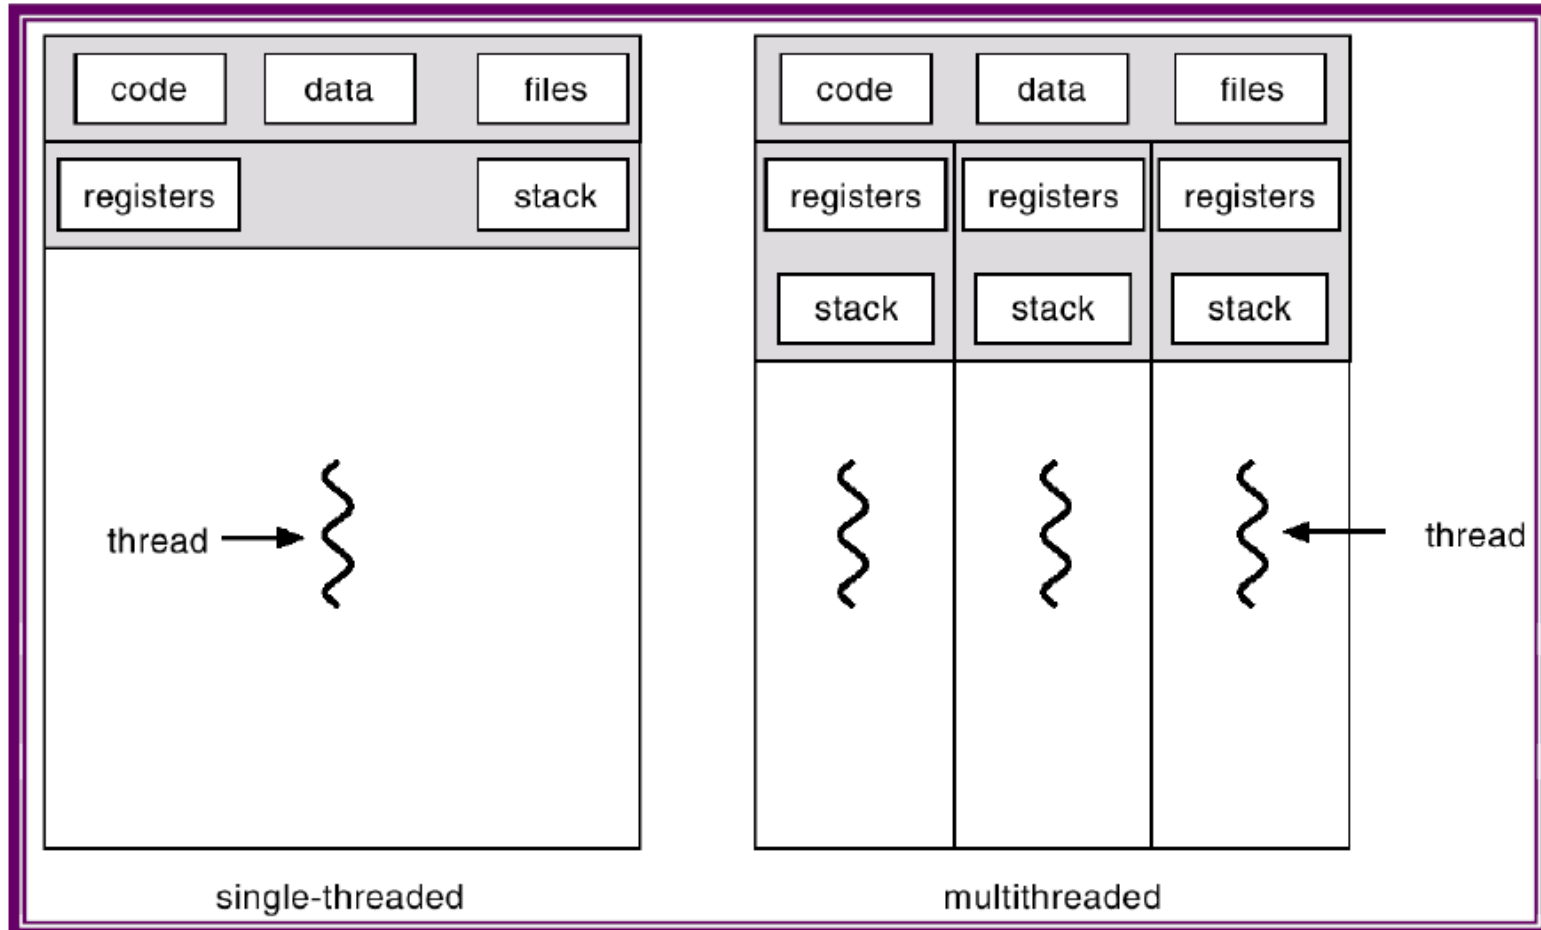 code data files
registers stack
thread
single-threaded
code data files
registers registers registers
stack stack stack
thread
multithreaded